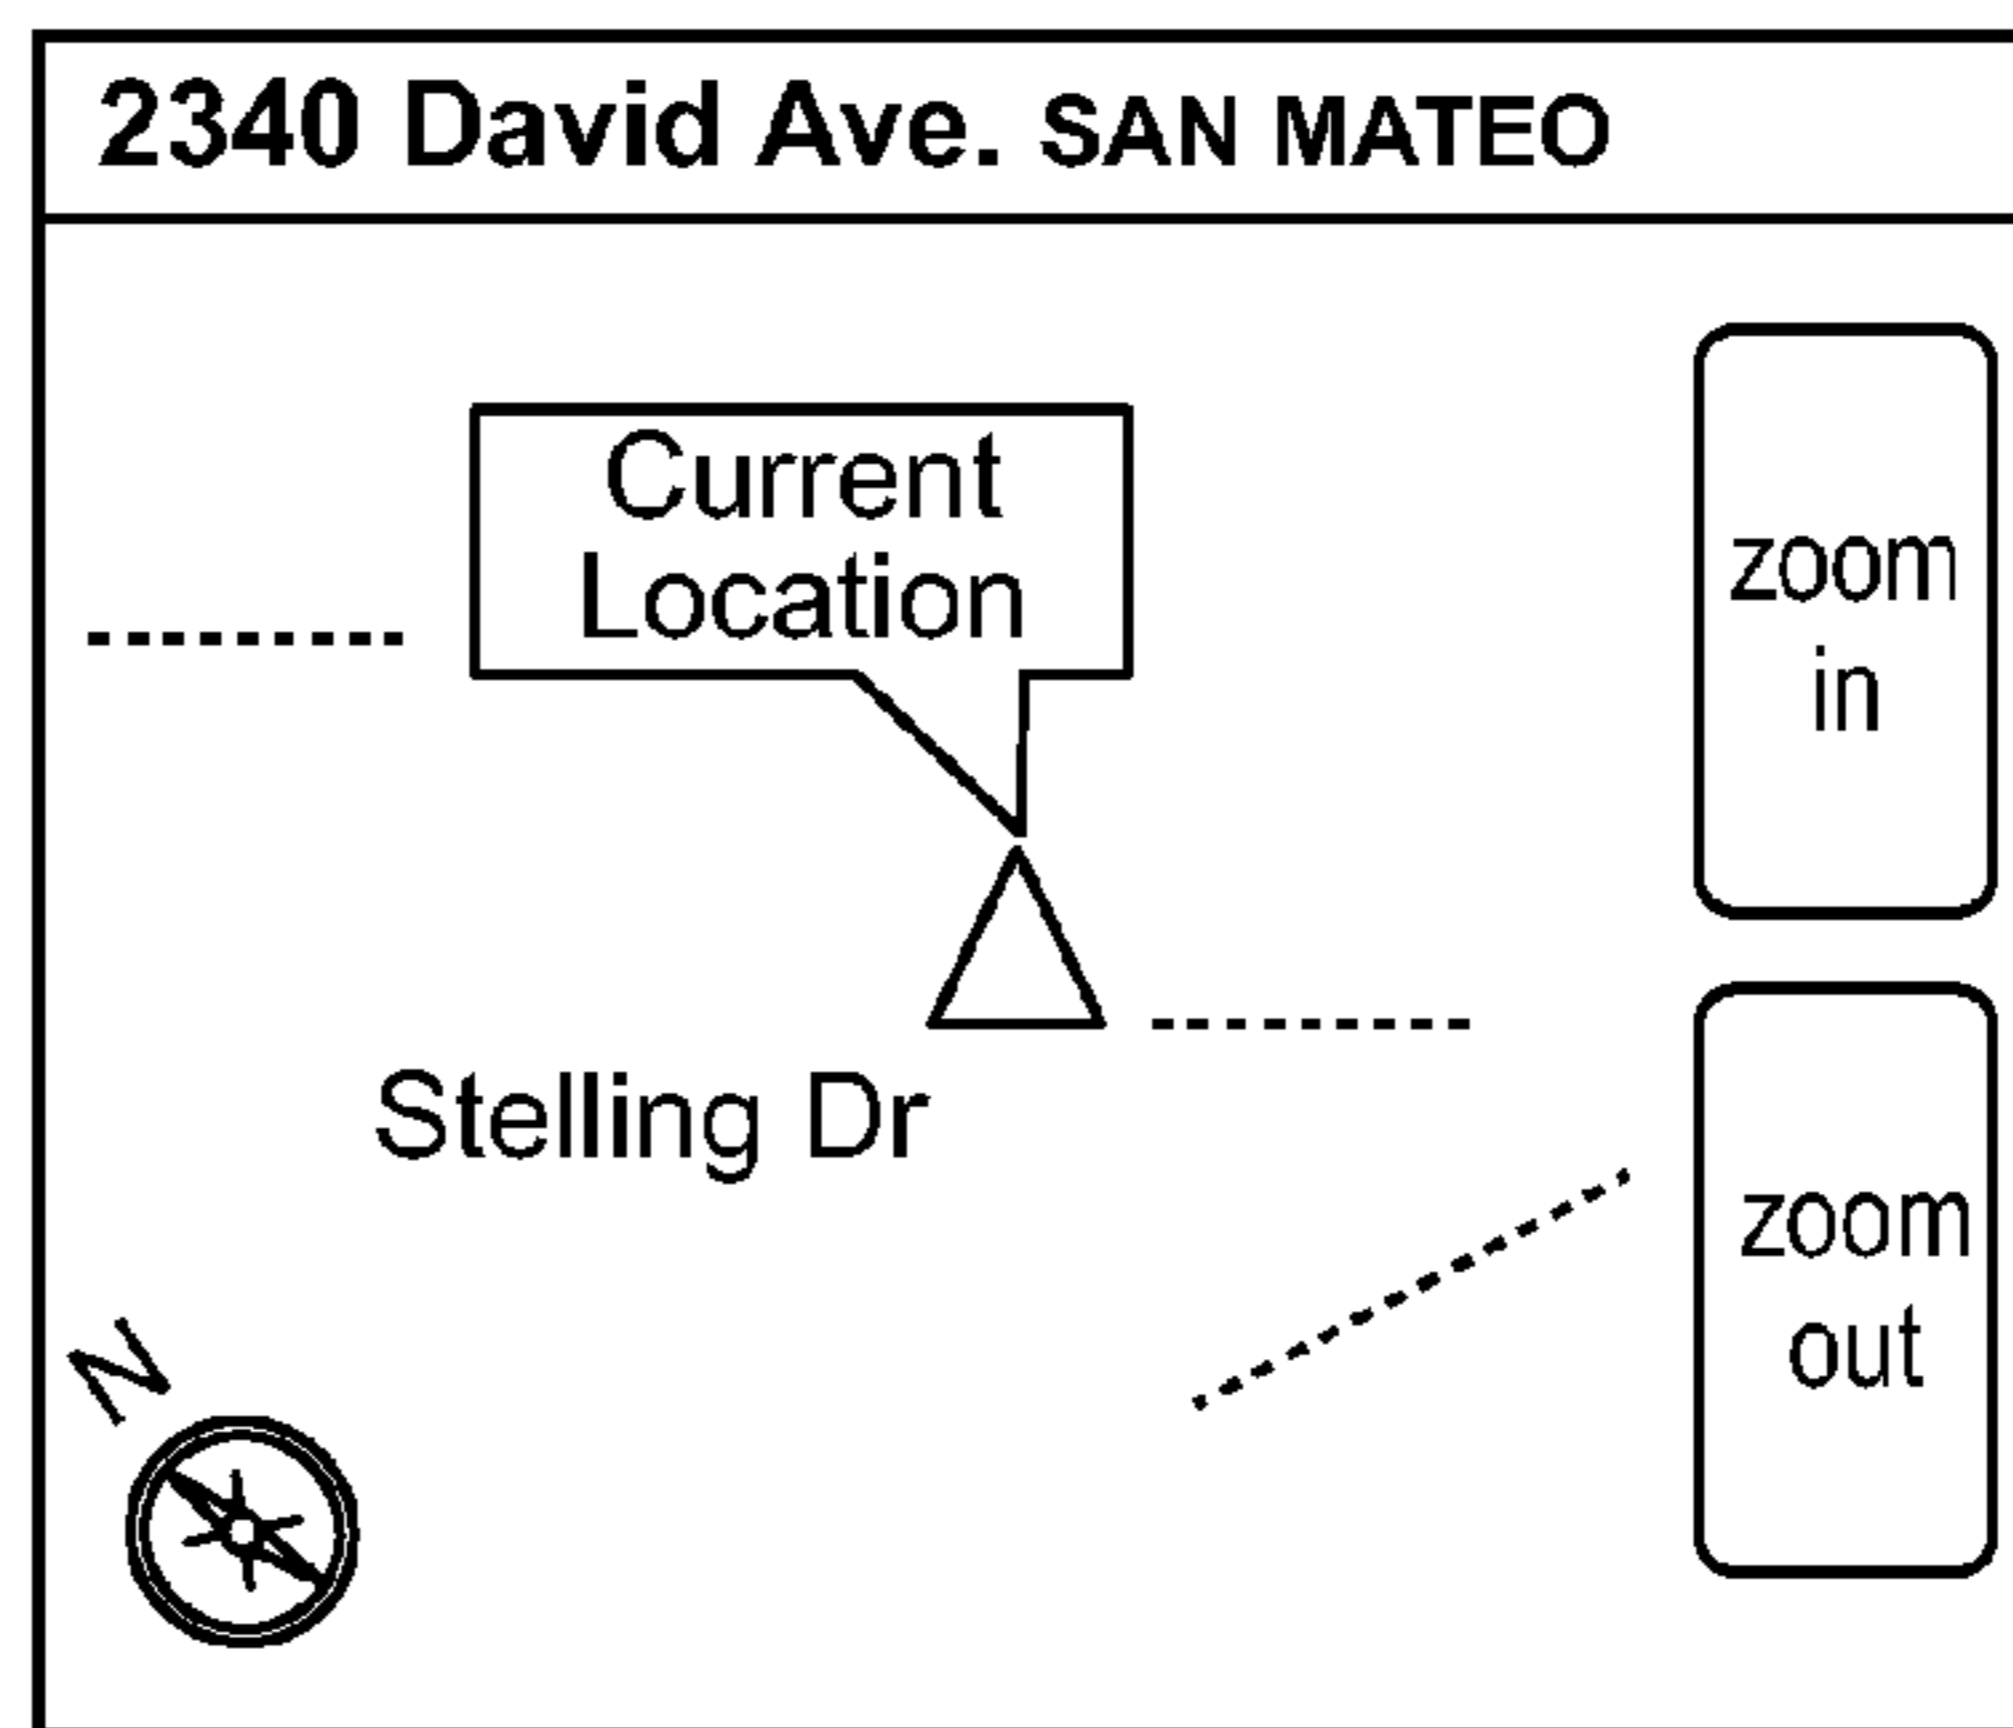 2340 David Ave. SAN MATEO
Current
Location
zoom
in
Stelling Dr
zoom
out
N